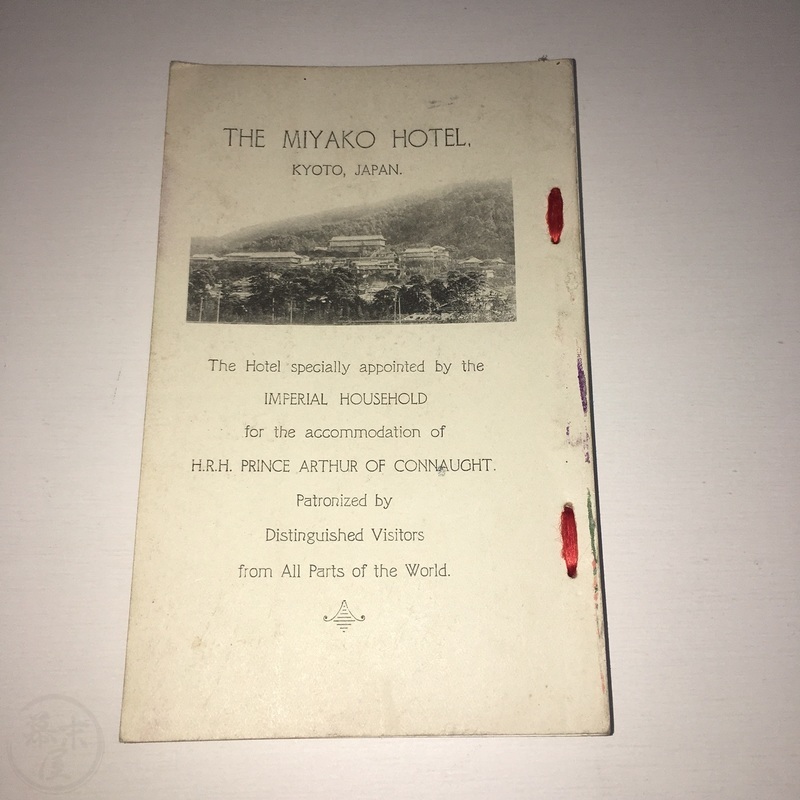 THE MIYAKO HOTEL.
KYOTO, JAPAN.
The Hotel specially appointed by the
IMPERIAL HOUSEHOLD
for the accommodation of
H.R.H. PRINCE ARTHUR OF CONNAUGHT.
Patronized by
Distinguished Visitors
from All Parts of the World.